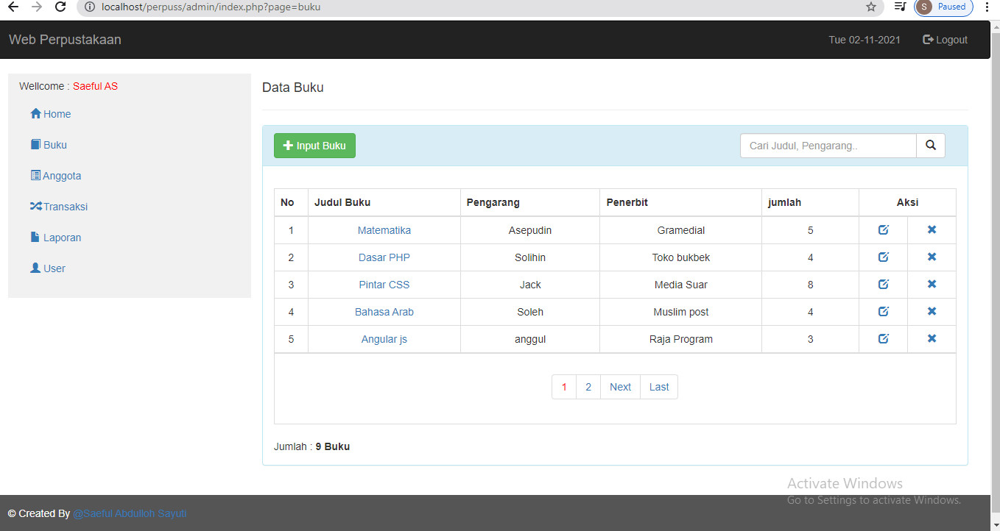 localhost/perpuss/admin/index.php?page=buku
S Paused
Web Perpustakaan
Tue 02-11-2021 Logout
Wellcome : Saeful AS
Home
Buku
Anggota
Transaksi
Laporan
User
Data Buku
Input Buku
Cari Judul, Pengarang..
No Judul Buku Pengarang Penerbit jumlah Aksi
1 Matematika Asepudin Gramedial 5
2 Dasar PHP Solihin Toko bukbek 4
3 Pintar CSS Jack Media Suar 8
4 Bahasa Arab Soleh Muslim post 4
5 Angular js anggul Raja Program 3
1 2 Next Last
Jumlah : 9 Buku
Activate Windows
Go to Settings to activate Windows.
© Created By @Saeful Abdulloh Sayuti